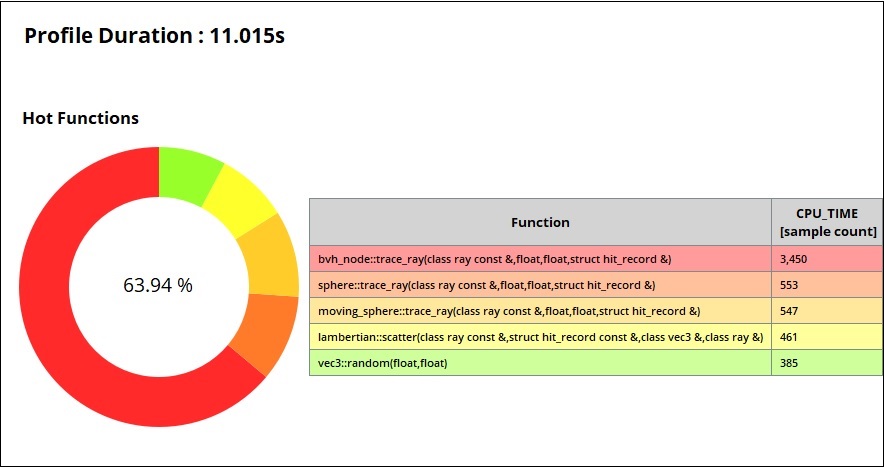 Profile Duration : 11.015s
Hot Functions
63.94 %
Function
CPU_TIME
[sample count]
bvh_node::trace_ray(class ray const &,float,float,struct hit_record &)
3,450
sphere::trace_ray(class ray const &,float,float,struct hit_record &)
553
moving_sphere::trace_ray(class ray const &,float,float,struct hit_record &)
547
lambertian::scatter(class ray const &,struct hit_record const &,class vec3 &,class ray &)
461
vec3::random(float,float)
385